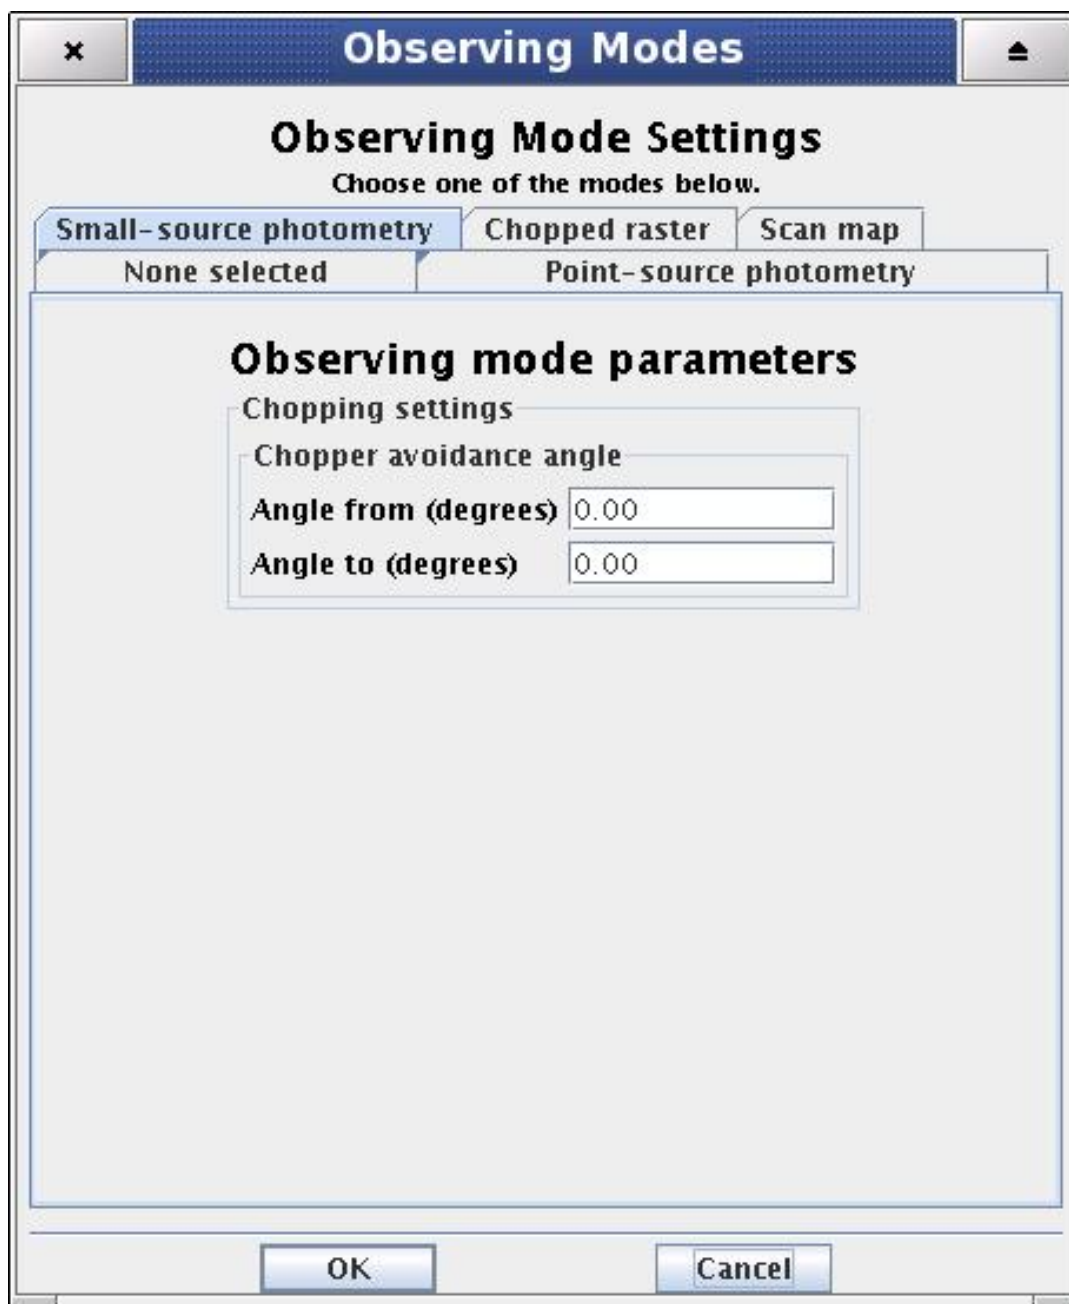 Observing Modes
Observing Mode Settings
Choose one of the modes below.
Small-source photometry Chopped raster Scan map
None selected Point-source photometry
Observing mode parameters
Chopping settings
Chopper avoidance angle
Angle from (degrees) 0.00
Angle to (degrees) 0.00
OK Cancel